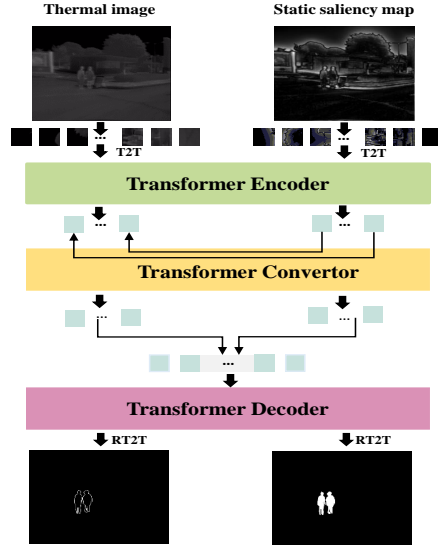 Thermal image
Static saliency map
...
...
T2T
T2T
Transformer Encoder
...
...
Transformer Convertor
...
...
...
Transformer Decoder
RT2T
RT2T